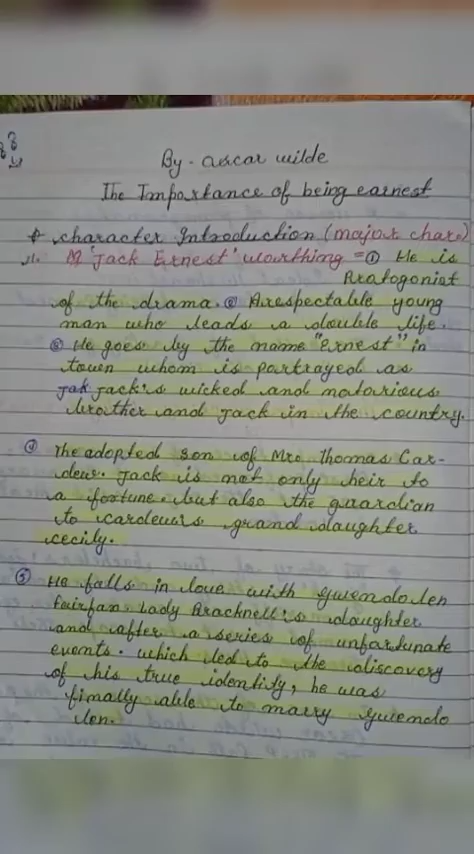 By - Oscar Wilde
The Importance of being earnest
* character Introduction (major char.)
"Jack Ernest" worthing = ① He is
Protogonist
of the drama. ② A respectable young
man who leads a double life.
③ He goes by the name "Ernest" in
town whom is portrayed as
Jack's wicked and notorious
brother and Jack in the country.
④ The adopted son of Mr. Thomas Car-
dew. Jack is not only heir to
a fortune. but also the guardian
to cardew's grand daughter
cecily.
⑤ He falls in love with gwendolen
fairfan Lady Bracknell's daughter
and after a series of unfortunate
events. which led to the discovery
of his true identity, he was
finally able to marry gwendo
len.